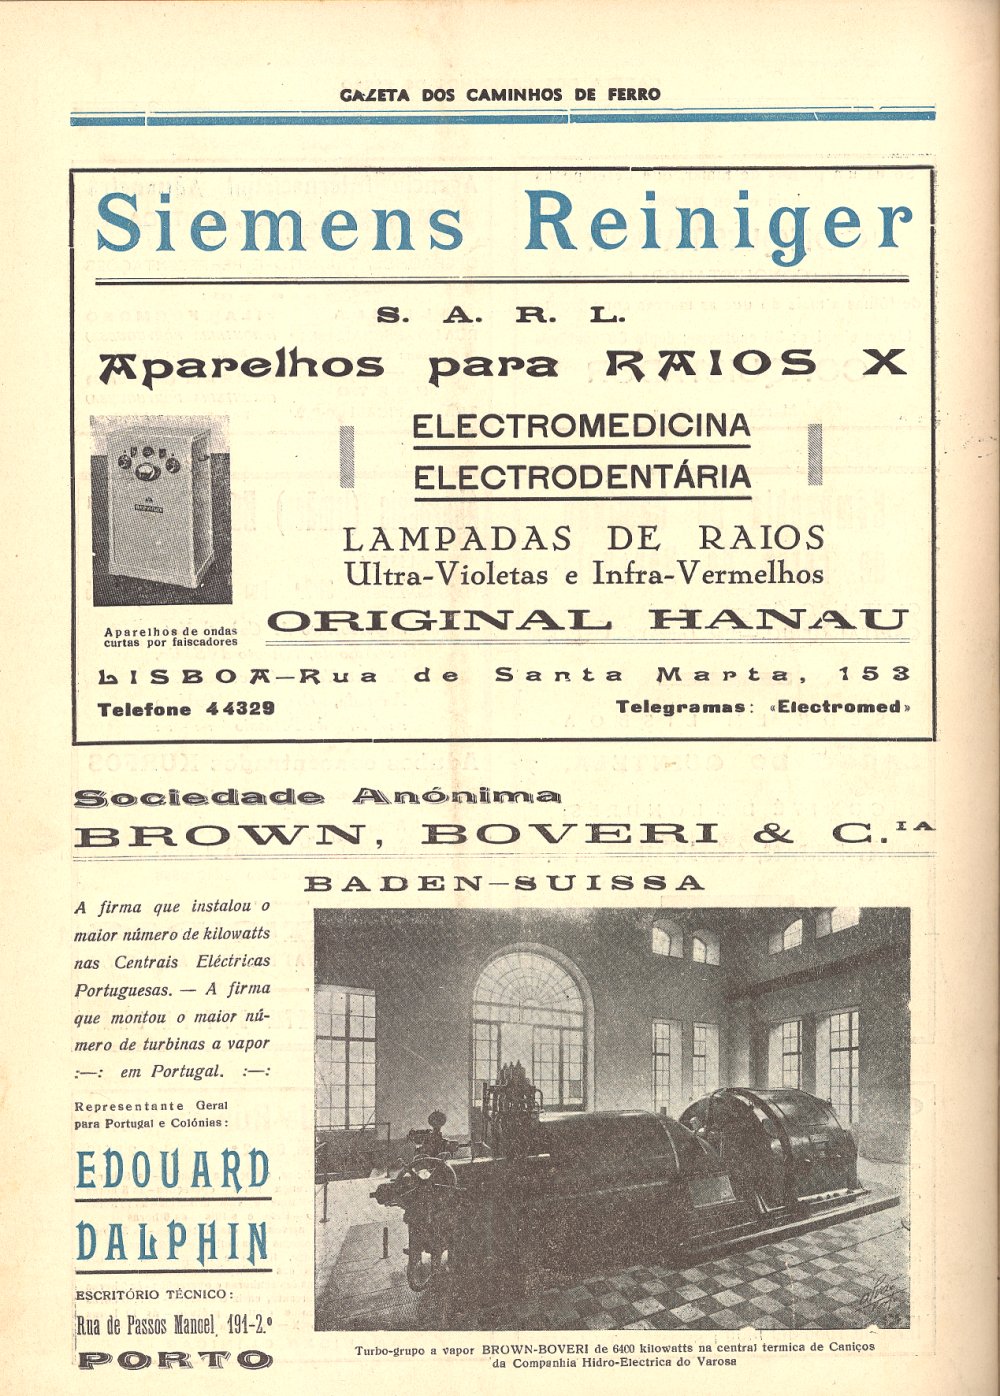 GAZETA DOS CAMINHOS DE FERRO
Siemens Reiniger
S. A. R. L.
Aparelhos para RAIOS X
ELECTROMEDICINA
ELECTRODENTÁRIA
LAMPADAS DE RAIOS
Ultra-Violetas e Infra-Vermelhos
ORIGINAL HANAU
Aparelhos de ondas
curtas por faiscadores
LISBOA—Rua de Santa Marta, 153
Telefone 44329 Telegramas: «Electromed»
Sociedade Anónima
BROWN, BOVERI & C.IA
BADEN—SUISSA
A firma que instalou o
maior número de kilowatts
nas Centrais Eléctricas
Portuguesas. — A firma
que montou o maior nú-
mero de turbinas a vapor
:—: em Portugal. :—:
Representante Geral
para Portugal e Colónias:
EDOUARD
DALPHIN
ESCRITÓRIO TÉCNICO:
Rua de Passos Manoel, 191-2.º
PORTO
Turbo-grupo a vapor BROWN-BOVERI de 6400 kilowatts na central termica de Caniços
da Companhia Hidro-Electrica do Varosa